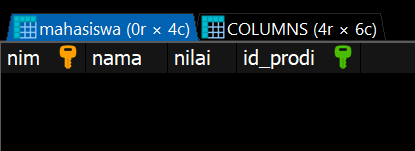 mahasiswa (0r × 4c) COLUMNS (4r × 6c)
nim nama nilai id_prodi